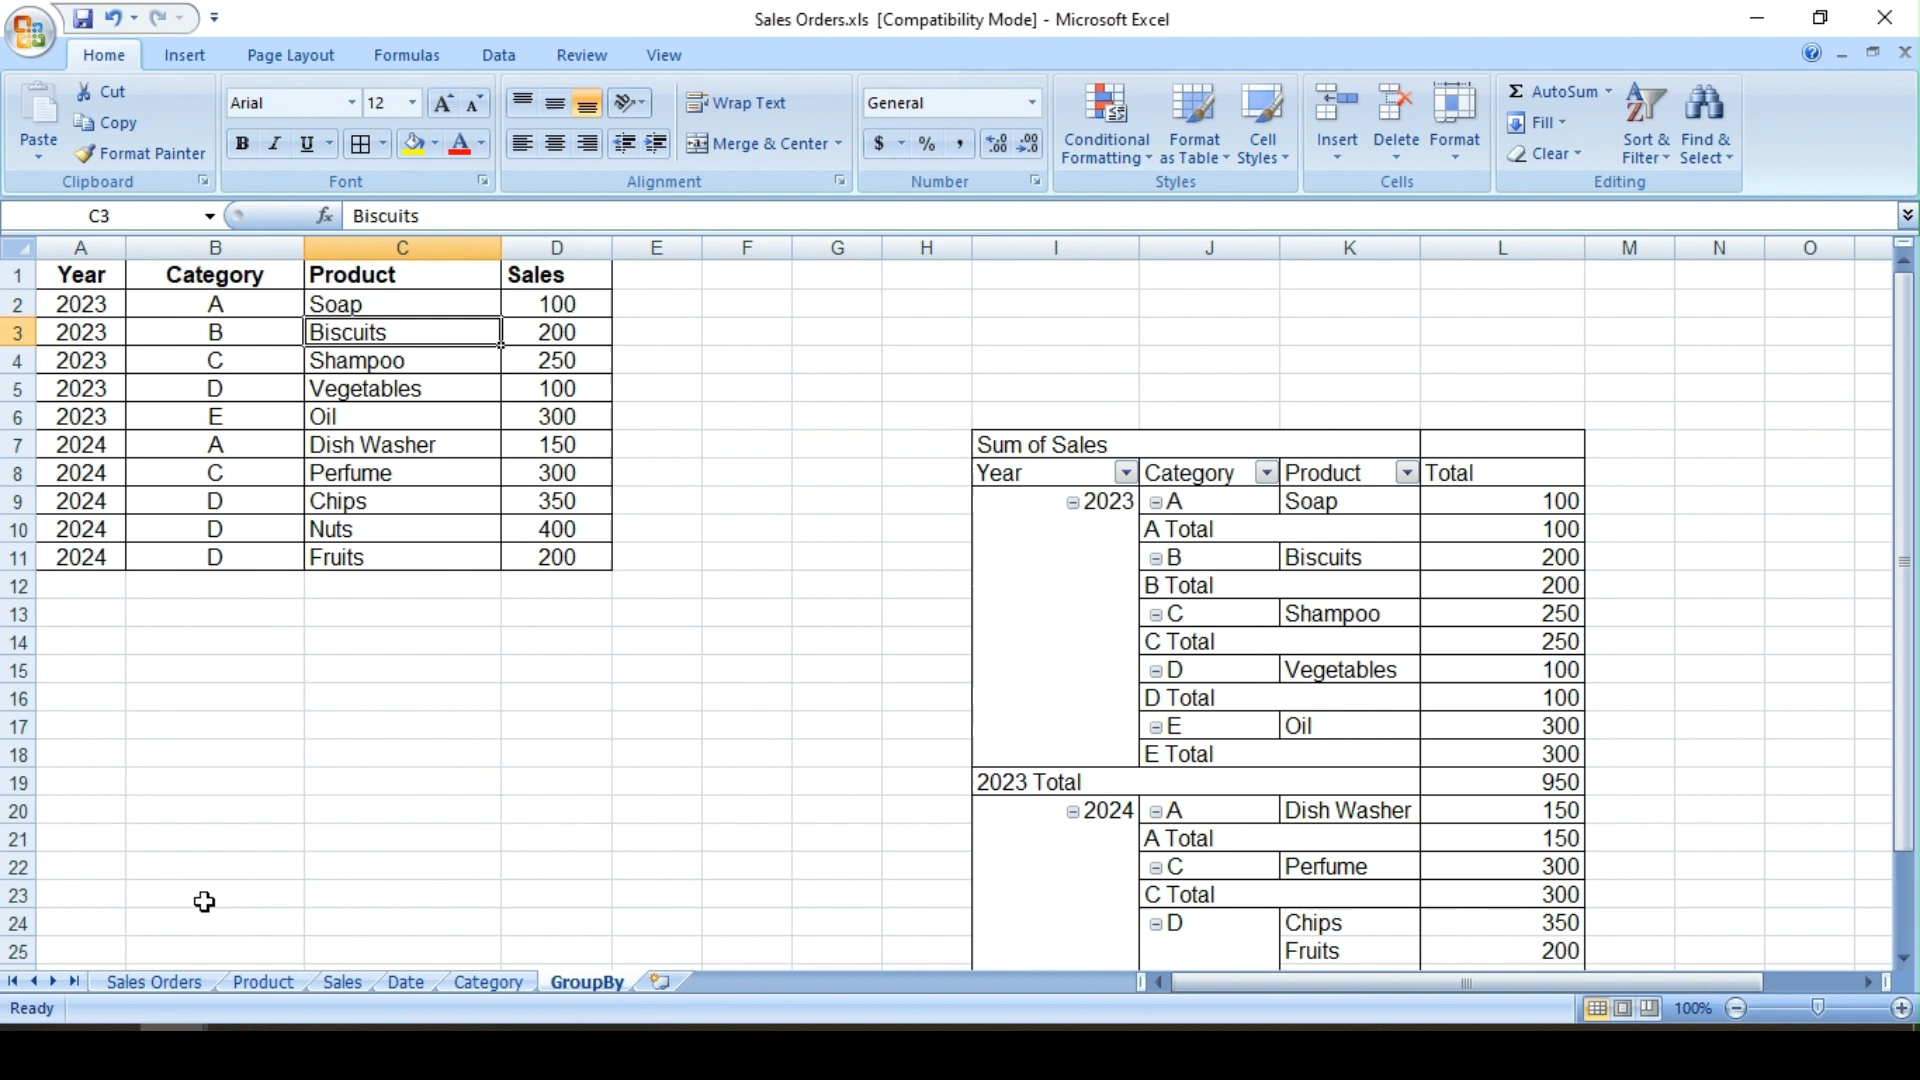 Sales Orders.xls [Compatibility Mode] - Microsoft Excel
Home Insert Page Layout Formulas Data Review View
Paste
Cut
Copy
Format Painter
Clipboard
Arial 12 A A
B I U A
Font
Wrap Text
Merge & Center
Alignment
General
$ % , .0 .00 .00 .0
Number
Conditional Formatting
Format as Table
Cell Styles
Styles
Insert Delete Format
Cells
Σ AutoSum
Fill
Clear
Sort & Filter
Find & Select
Editing
C3 fx Biscuits
A B C D E F G H I J K L M N O
1 Year Category Product Sales
2 2023 A Soap 100
3 2023 B Biscuits 200
4 2023 C Shampoo 250
5 2023 D Vegetables 100
6 2023 E Oil 300
7 2024 A Dish Washer 150 Sum of Sales
8 2024 C Perfume 300 Year Category Product Total
9 2024 D Chips 350 2023 A Soap 100
10 2024 D Nuts 400 A Total 100
11 2024 D Fruits 200 B Biscuits 200
12 B Total 200
13 C Shampoo 250
14 C Total 250
15 D Vegetables 100
16 D Total 100
17 E Oil 300
18 E Total 300
19 2023 Total 950
20 2024 A Dish Washer 150
21 A Total 150
22 C Perfume 300
23 C Total 300
24 D Chips 350
25 Fruits 200
Sales Orders Product Sales Date Category GroupBy
Ready 100%